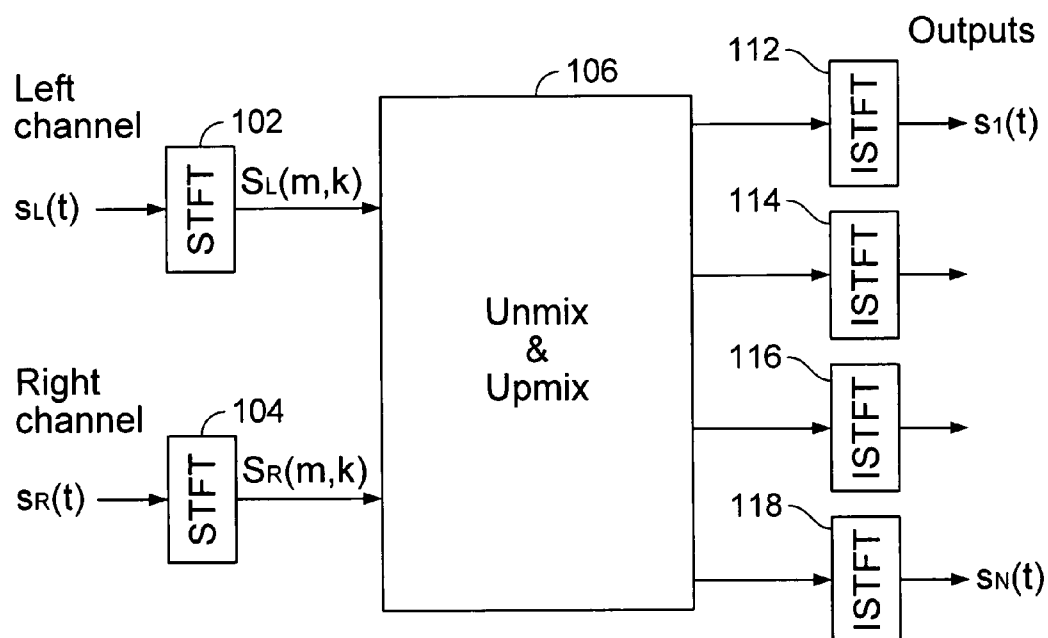 Outputs
112
ISTFT
s1(t)
106
Left
channel
102
STFT
sL(t)
SL(m,k)
114
ISTFT
Unmix
&
Upmix
116
ISTFT
Right
channel
104
STFT
sR(t)
SR(m,k)
118
ISTFT
sN(t)